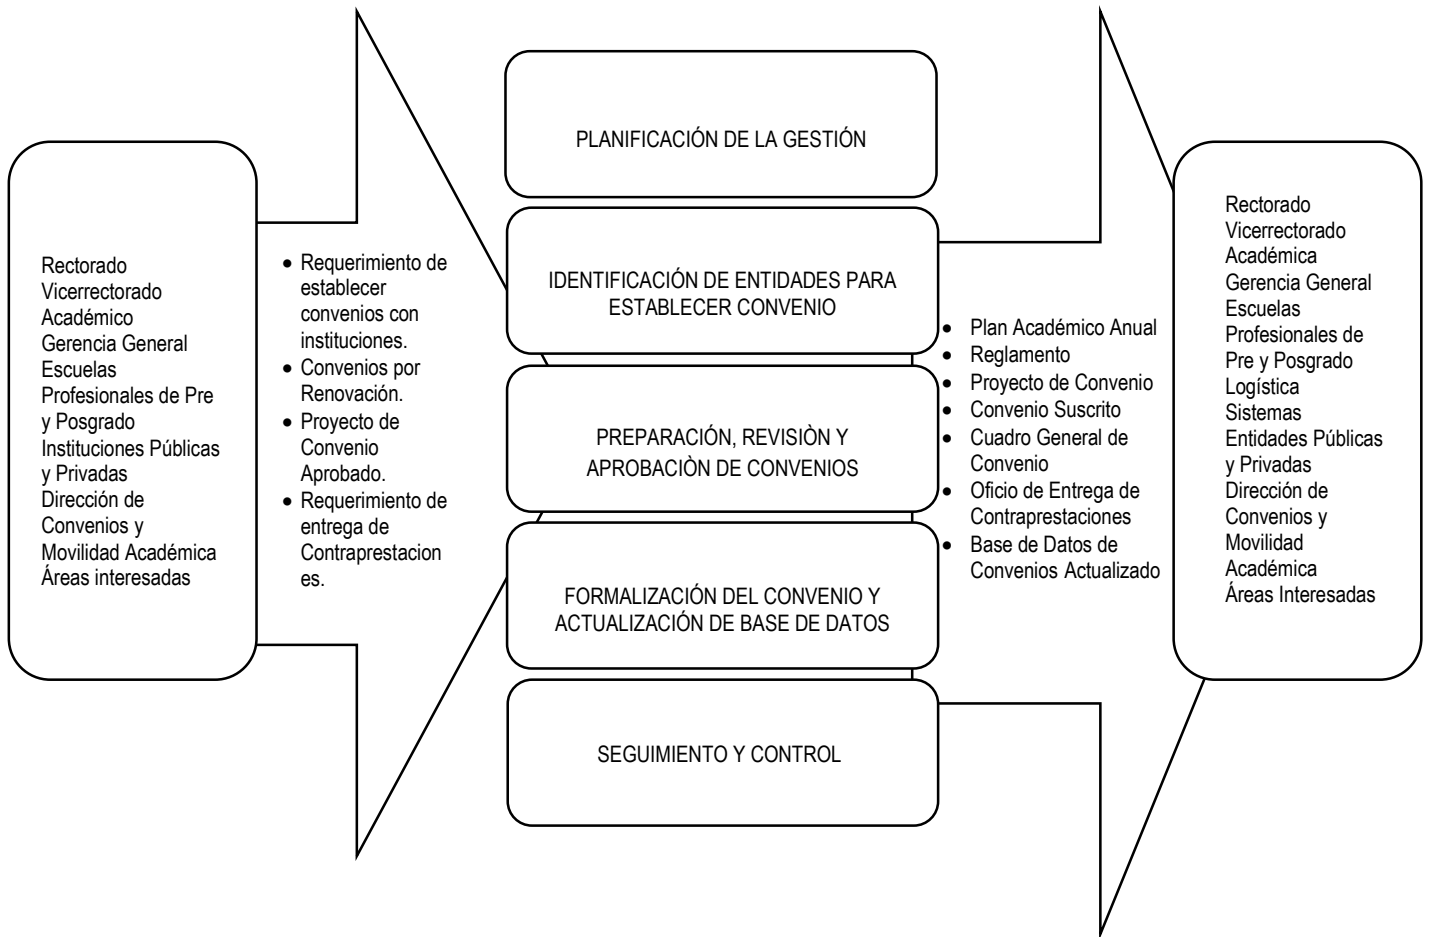 Rectorado
Vicerrectorado
Académico
Gerencia General
Escuelas
Profesionales de Pre
y Posgrado
Instituciones Públicas
y Privadas
Dirección de
Convenios y
Movilidad Académica
Áreas interesadas
• Requerimiento de
establecer
convenios con
instituciones.
• Convenios por
Renovación.
• Proyecto de
Convenio
Aprobado.
• Requerimiento de
entrega de
Contraprestacion
es.
PLANIFICACIÓN DE LA GESTIÓN
IDENTIFICACIÓN DE ENTIDADES PARA
ESTABLECER CONVENIO
PREPARACIÓN, REVISIÒN Y
APROBACIÒN DE CONVENIOS
FORMALIZACIÓN DEL CONVENIO Y
ACTUALIZACIÓN DE BASE DE DATOS
SEGUIMIENTO Y CONTROL
• Plan Académico Anual
• Reglamento
• Proyecto de Convenio
• Convenio Suscrito
• Cuadro General de
Convenio
• Oficio de Entrega de
Contraprestaciones
• Base de Datos de
Convenios Actualizado
Rectorado
Vicerrectorado
Académica
Gerencia General
Escuelas
Profesionales de
Pre y Posgrado
Logística
Sistemas
Entidades Públicas
y Privadas
Dirección de
Convenios y
Movilidad
Académica
Áreas Interesadas